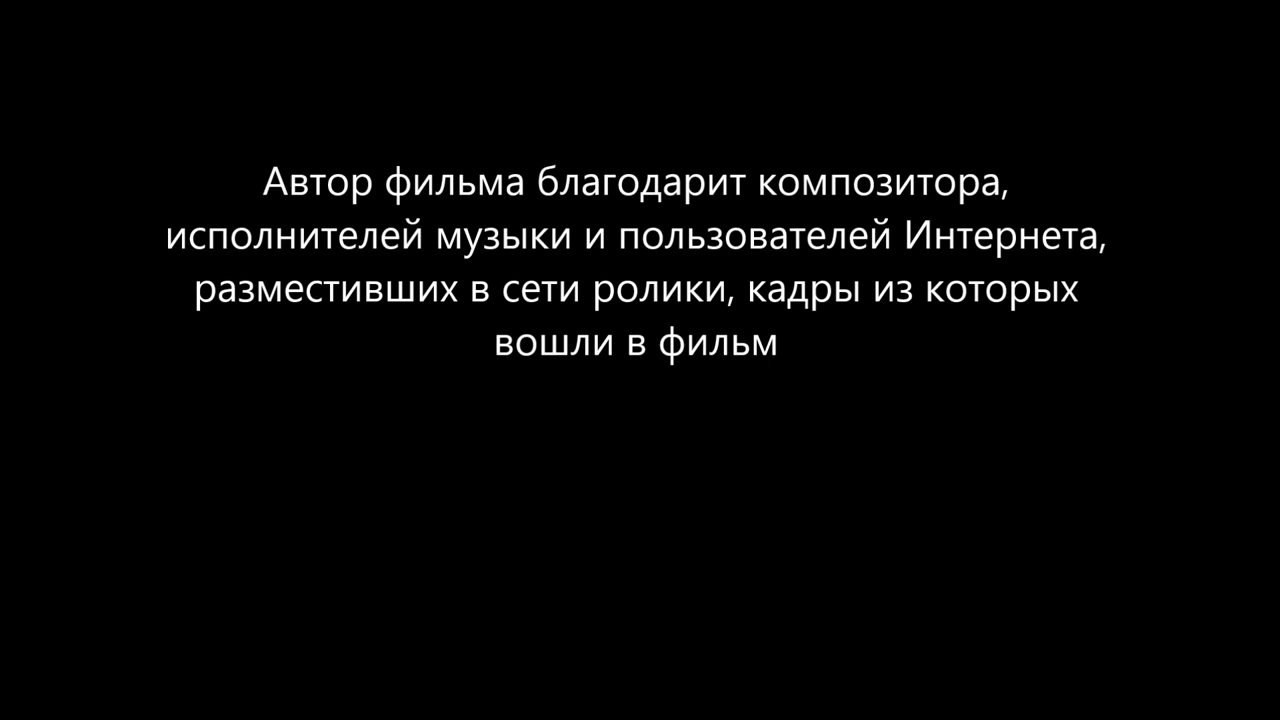 Автор фильма благодарит композитора,
исполнителей музыки и пользователей Интернета,
разместивших в сети ролики, кадры из которых
вошли в фильм